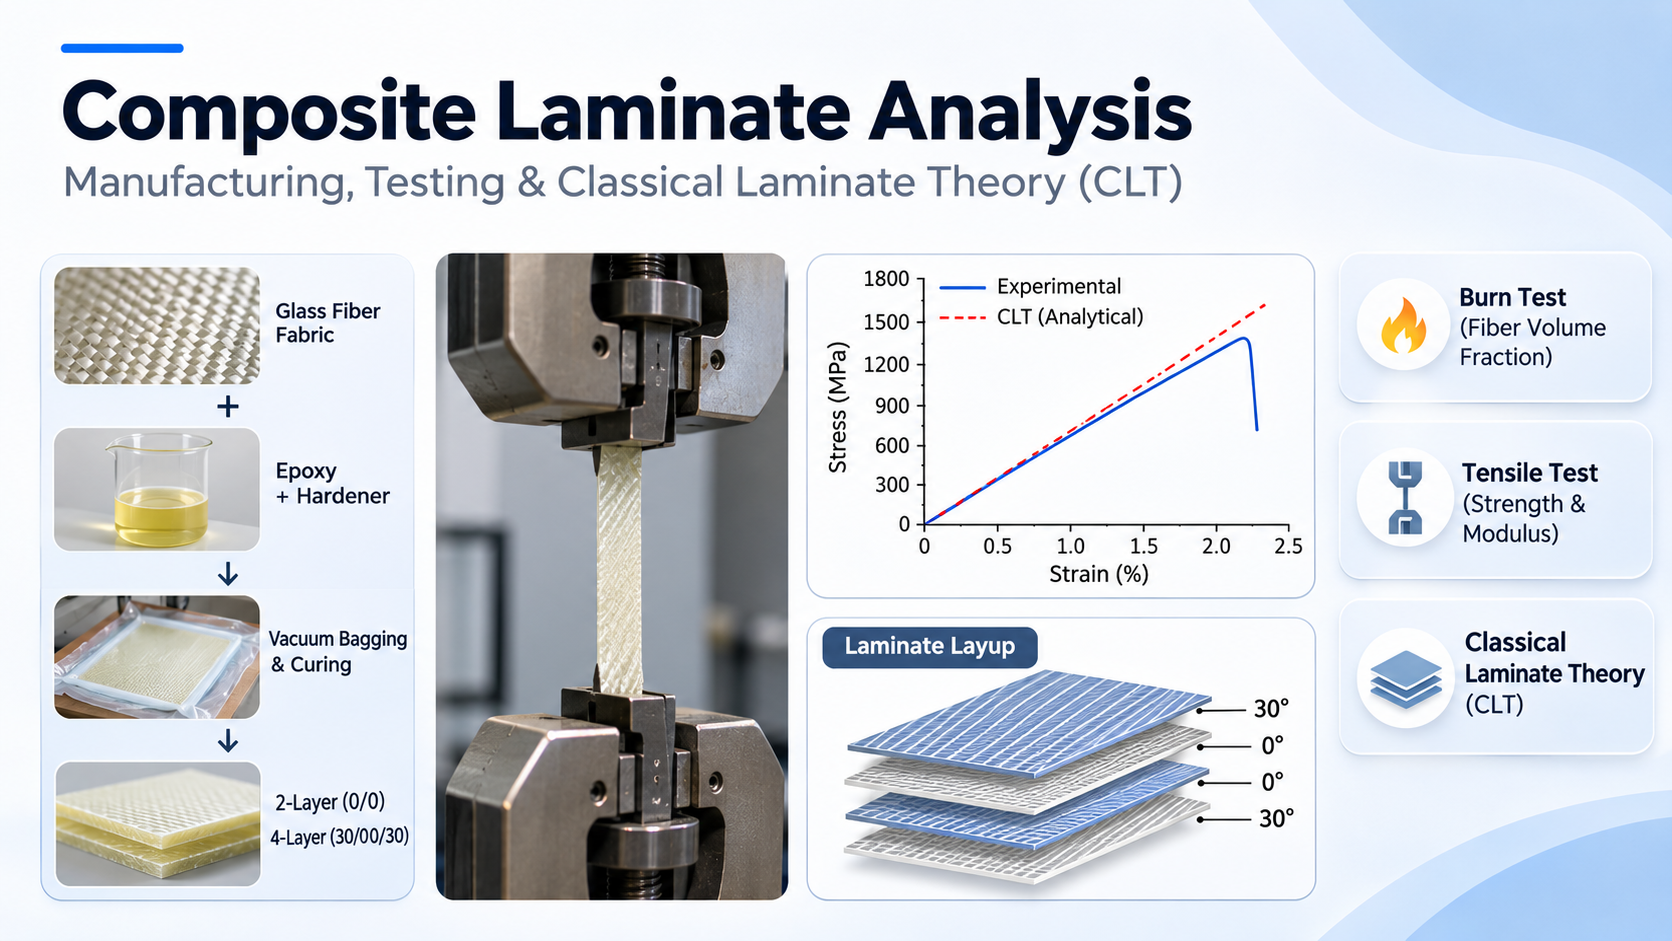 Composite Laminate Analysis
Manufacturing, Testing & Classical Laminate Theory (CLT)
Glass Fiber
Fabric
+
Epoxy
+ Hardener
Vacuum Bagging
& Curing
2-Layer (0/0)
4-Layer (30/00/30)
Stress (MPa)
1800
1500
1200
900
600
300
0
Experimental
CLT (Analytical)
0 0.5 1.0 1.5 2.0 2.5
Strain (%)
Laminate Layup
30°
0°
0°
30°
Burn Test
(Fiber Volume
Fraction)
Tensile Test
(Strength &
Modulus)
Classical
Laminate Theory
(CLT)